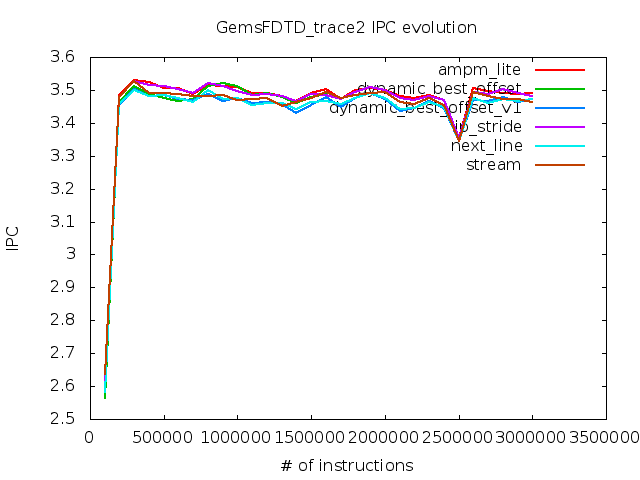 GemsFDTD_trace2 IPC evolution
3.6
3.5
3.4
3.3
3.2
3.1
3
2.9
2.8
2.7
2.6
2.5
IPC
ampm_lite
dynamic_best_offset
dynamic_best_offset_v1
ip_stride
next_line
stream
0 500000 1000000 1500000 2000000 2500000 3000000 3500000
# of instructions